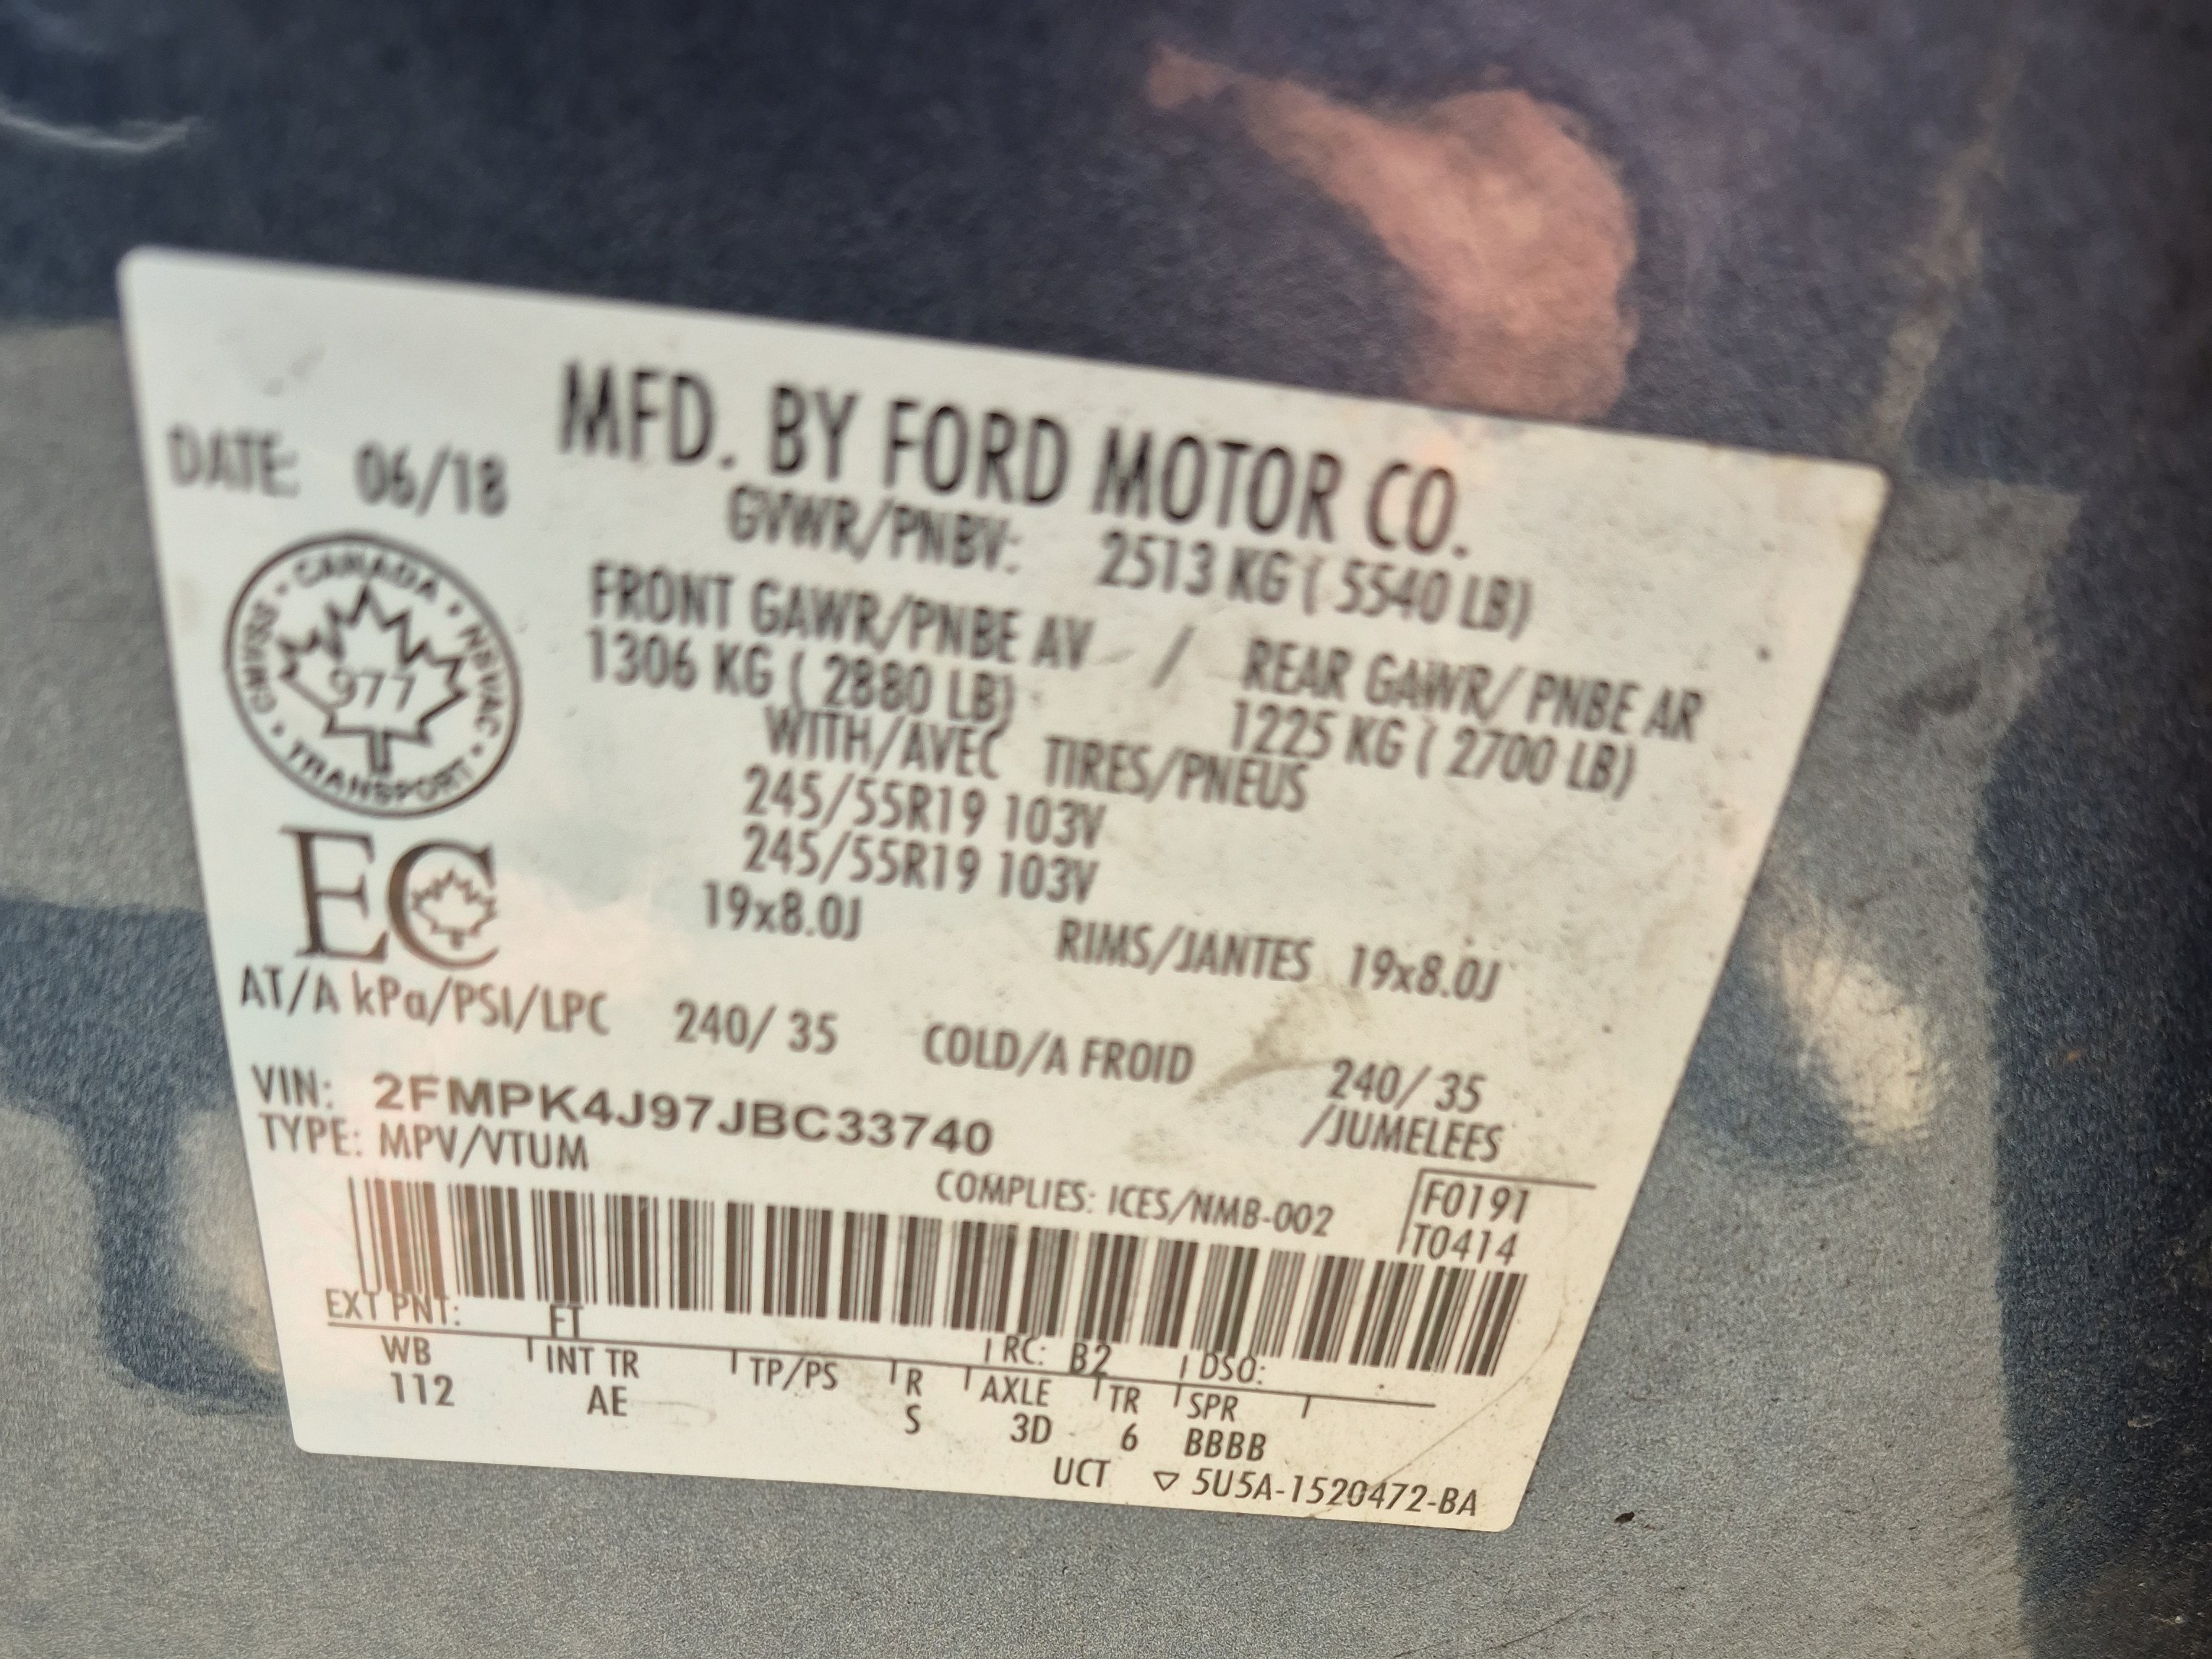 MFD. BY FORD MOTOR CO.
DATE: 06/18
GVWR/PNBV: 2513 KG ( 5540 LB)
FRONT GAWR/PNBE AV / REAR GAWR/ PNBE AR
1306 KG ( 2880 LB) 1225 KG ( 2700 LB)
WITH/AVEC TIRES/PNEUS
245/55R19 103V
245/55R19 103V
19x8.0J RIMS/JANTES 19x8.0J
CANADA • NSVAC • TRANSPORT • CMVSS •
977
EC
AT/A kPa/PSI/LPC 240/ 35 COLD/A FROID 240/ 35
VIN: 2FMPK4J97JBC33740 /JUMELEES
TYPE: MPV/VTUM
COMPLIES: ICES/NMB-002 F0191
T0414
EXT PNT: FT RC: B2 DSO:
WB INT TR TP/PS R AXLE TR SPR
112 AE S 3D 6 BBBB
UCT ▽ 5U5A-1520472-BA